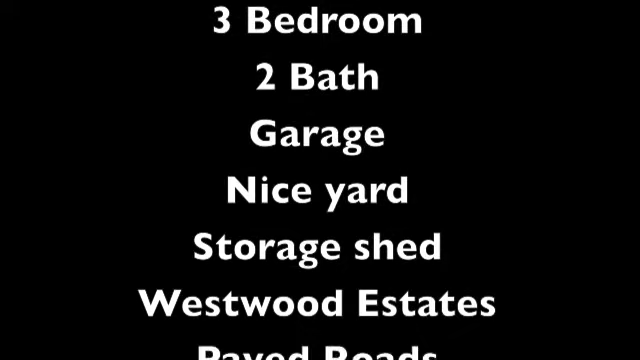 3 Bedroom
2 Bath
Garage
Nice yard
Storage shed
Westwood Estates
Paved Roads